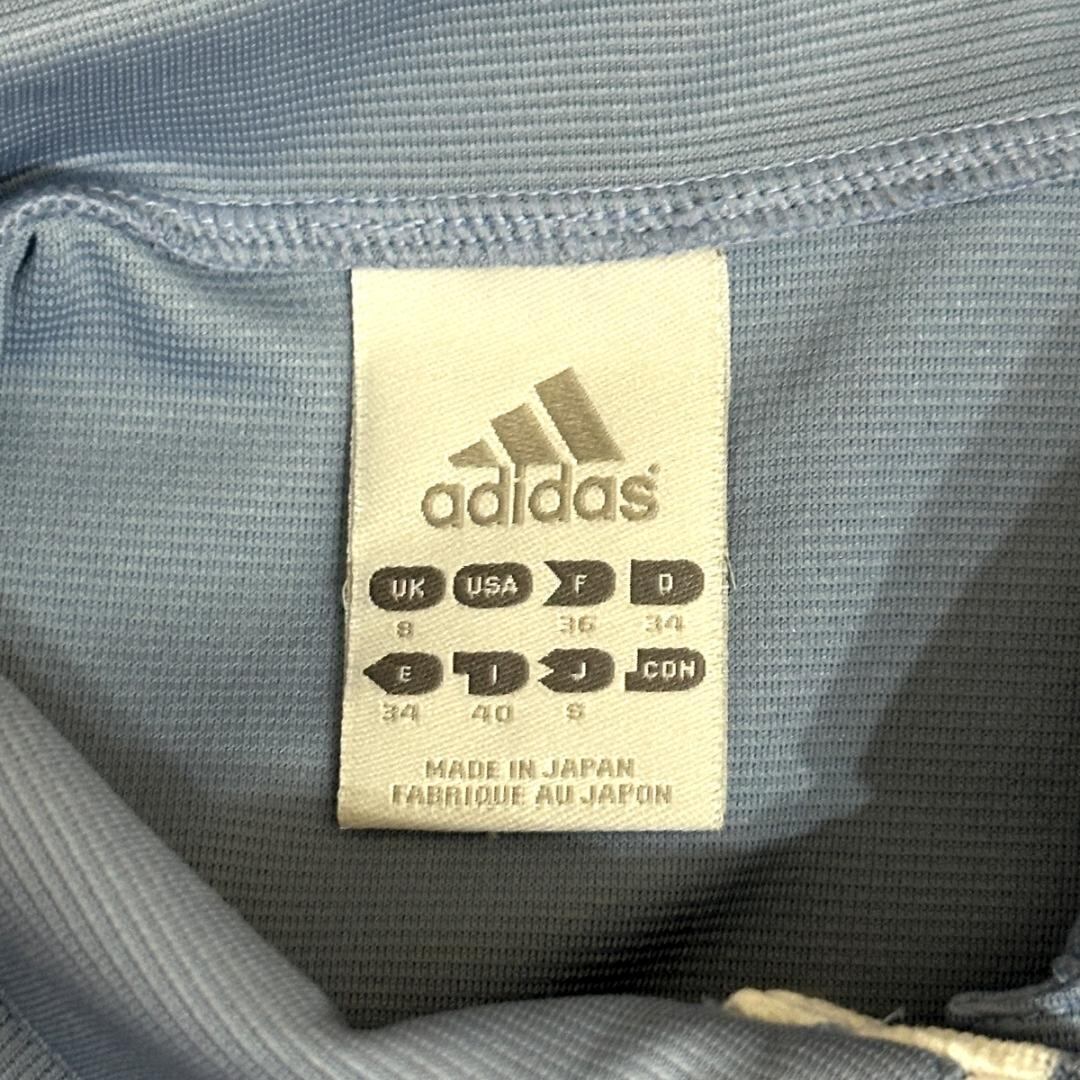 adidas
UK USA F D
8 36 34
E I J CDN
34 40 S
MADE IN JAPAN
FABRIQUE AU JAPON